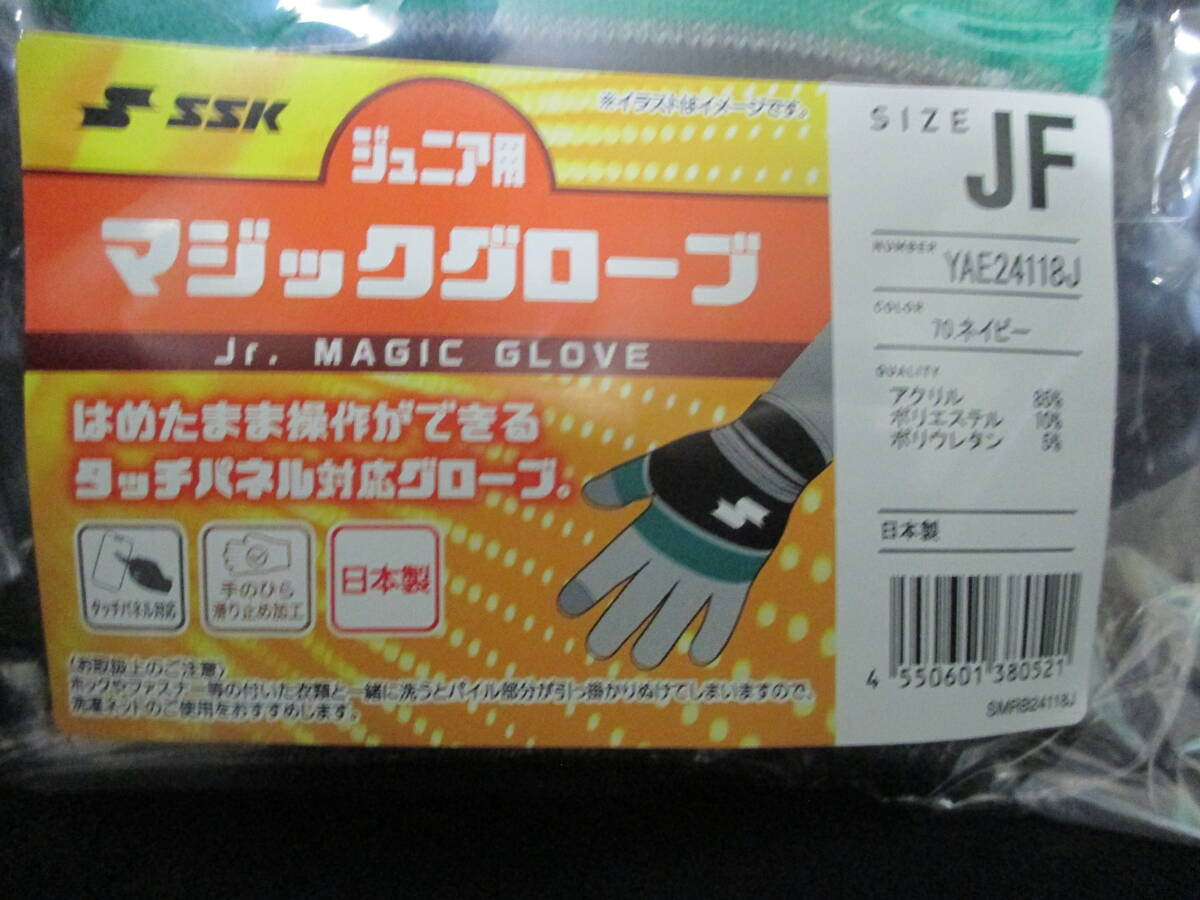 SSK
※イラストはイメージです。
ジュニア用
マジックグローブ
Jr. MAGIC GLOVE
はめたまま操作ができる
タッチパネル対応グローブ。
タッチパネル対応
手のひら
滑り止め加工
日本製
〈お取扱上のご注意〉
ホックやファスナー等の付いた衣類と一緒に洗うとパイル部分が引っ掛かりぬけてしまいますので、
洗濯ネットのご使用をおすすめします。
SIZE JF
NUMBER YAE24118J
COLOR
70.ネイビー
QUALITY
アクリル 85%
ポリエステル 10%
ポリウレタン 5%
日本製
4 550601 380521
SMRB24118J